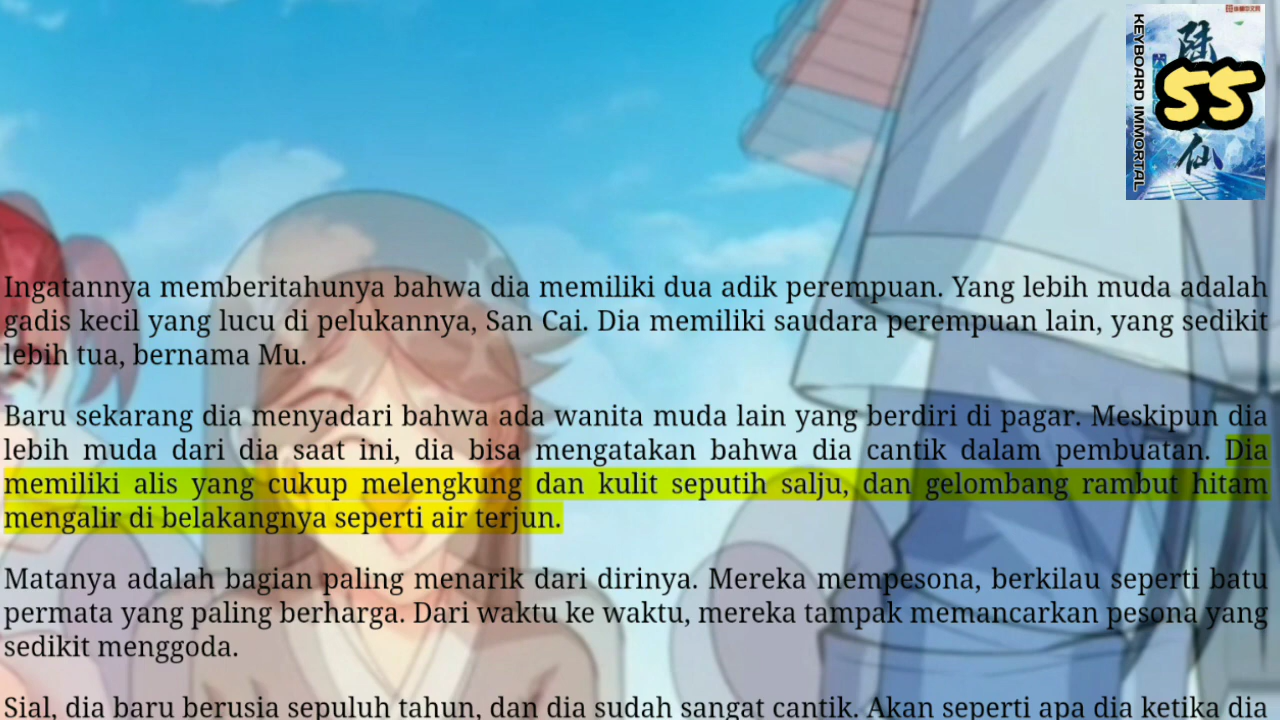 KEYBOARD IMMORTAL
陆
55
仙
Ingatannya memberitahunya bahwa dia memiliki dua adik perempuan. Yang lebih muda adalah
gadis kecil yang lucu di pelukannya, San Cai. Dia memiliki saudara perempuan lain, yang sedikit
lebih tua, bernama Mu.
Baru sekarang dia menyadari bahwa ada wanita muda lain yang berdiri di pagar. Meskipun dia
lebih muda dari dia saat ini, dia bisa mengatakan bahwa dia cantik dalam pembuatan. Dia
memiliki alis yang cukup melengkung dan kulit seputih salju, dan gelombang rambut hitam
mengalir di belakangnya seperti air terjun.
Matanya adalah bagian paling menarik dari dirinya. Mereka mempesona, berkilau seperti batu
permata yang paling berharga. Dari waktu ke waktu, mereka tampak memancarkan pesona yang
sedikit menggoda.
Sial, dia baru berusia sepuluh tahun, dan dia sudah sangat cantik. Akan seperti apa dia ketika dia